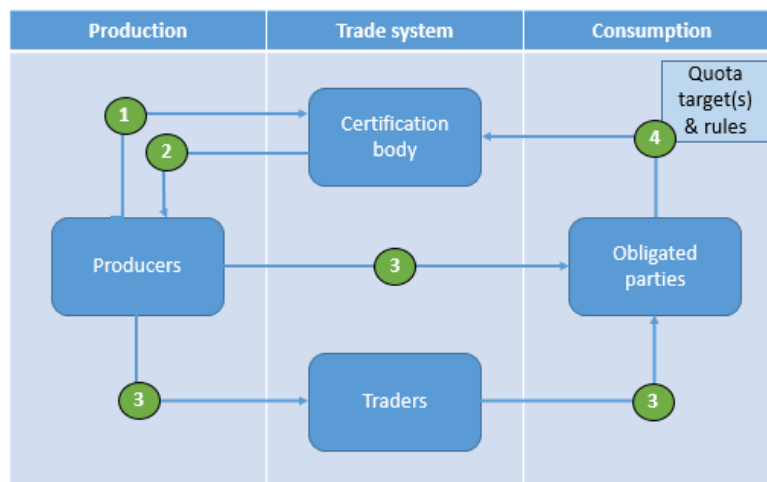 Production
Trade system
Consumption
Quota
target(s)
& rules
1
Certification
body
2
4
Producers
3
Obligated
parties
3
Traders
3